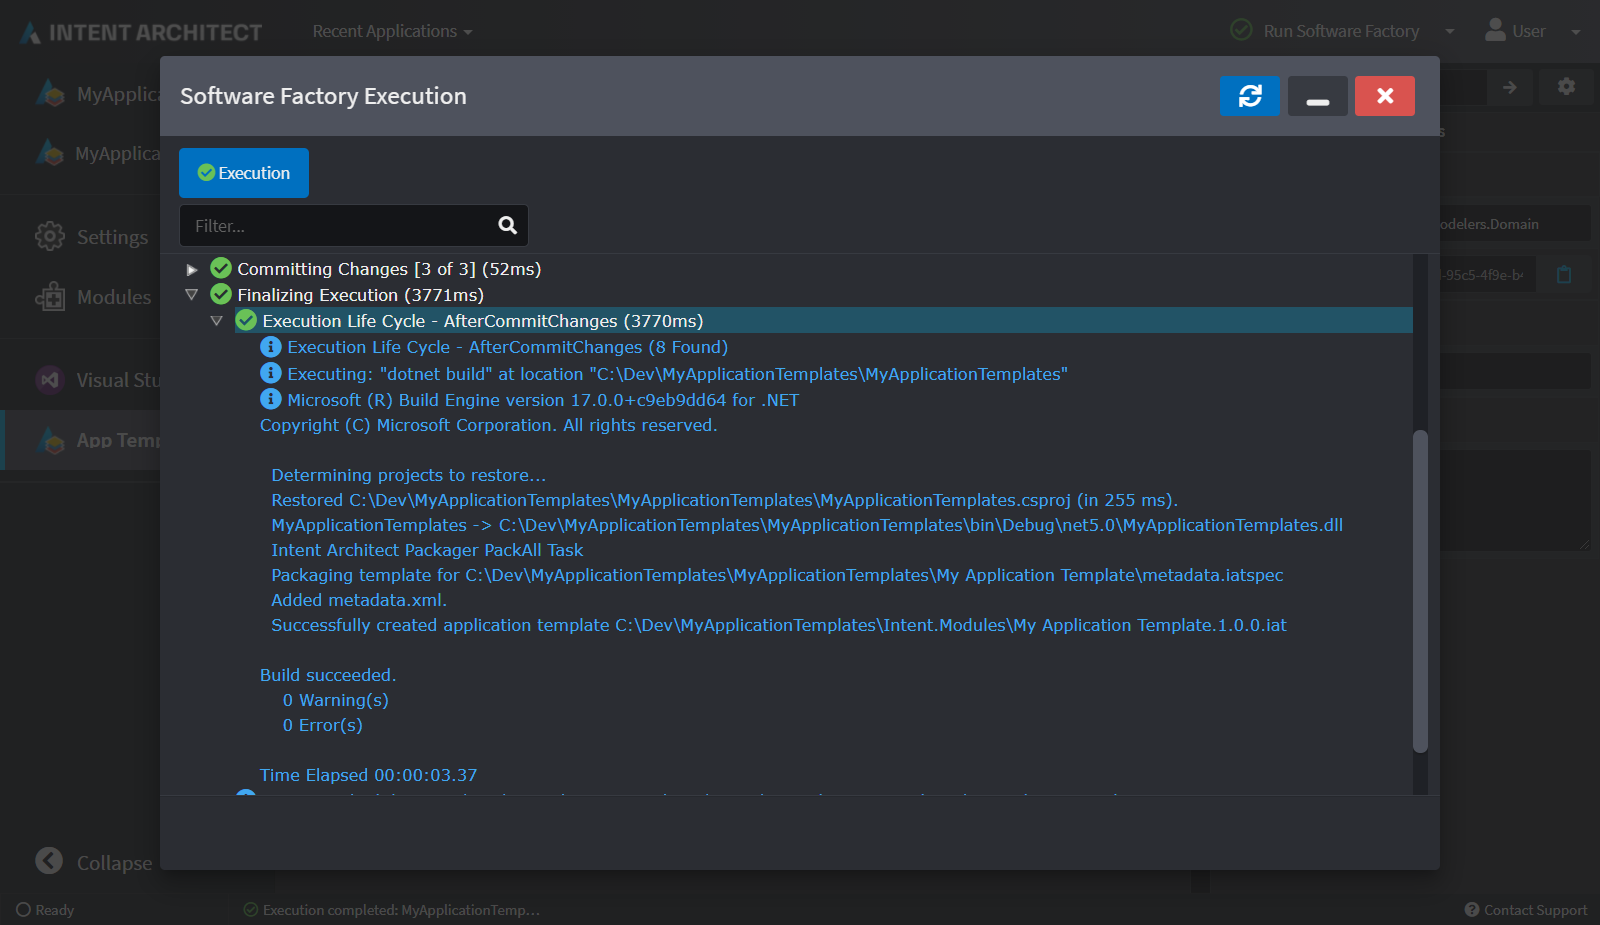 INTENT ARCHITECT
Recent Applications
Run Software Factory
User
Software Factory Execution
MyApplica
MyApplica
Settings
Modules
Visual Stu
App Temp
Execution
Filter...
Committing Changes [3 of 3] (52ms)
Finalizing Execution (3771ms)
Execution Life Cycle - AfterCommitChanges (3770ms)
Execution Life Cycle - AfterCommitChanges (8 Found)
Executing: "dotnet build" at location "C:\Dev\MyApplicationTemplates\MyApplicationTemplates"
Microsoft (R) Build Engine version 17.0.0+c9eb9dd64 for .NET
Copyright (C) Microsoft Corporation. All rights reserved.
Determining projects to restore...
Restored C:\Dev\MyApplicationTemplates\MyApplicationTemplates\MyApplicationTemplates.csproj (in 255 ms).
MyApplicationTemplates -> C:\Dev\MyApplicationTemplates\MyApplicationTemplates\bin\Debug\net5.0\MyApplicationTemplates.dll
Intent Architect Packager PackAll Task
Packaging template for C:\Dev\MyApplicationTemplates\MyApplicationTemplates\My Application Template\metadata.iatspec
Added metadata.xml.
Successfully created application template C:\Dev\MyApplicationTemplates\Intent.Modules\My Application Template.1.0.0.iat
Build succeeded.
0 Warning(s)
0 Error(s)
Time Elapsed 00:00:03.37
s
odelers.Domain
-95c5-4f9e-b
Collapse
Ready
Execution completed: MyApplicationTemp...
Contact Support